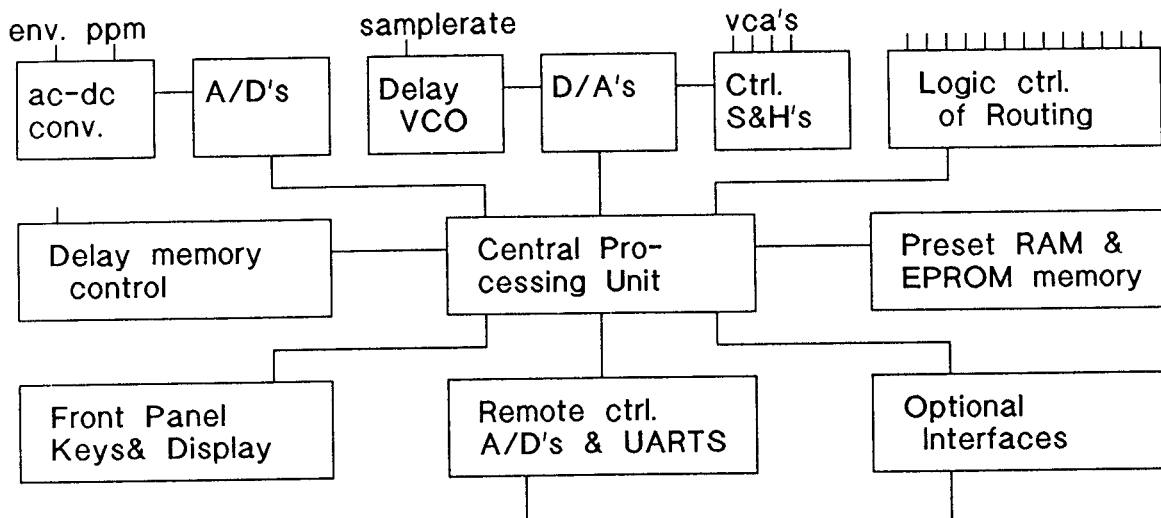 env. ppm
samplerate
vca's
ac-dc
conv.
A/D's
Delay
VCO
D/A's
Ctrl.
S&H's
Logic ctrl.
of Routing
Delay memory
control
Central Pro-
cessing Unit
Preset RAM &
EPROM memory
Front Panel
Keys& Display
Remote ctrl.
A/D's & UARTS
Optional
Interfaces